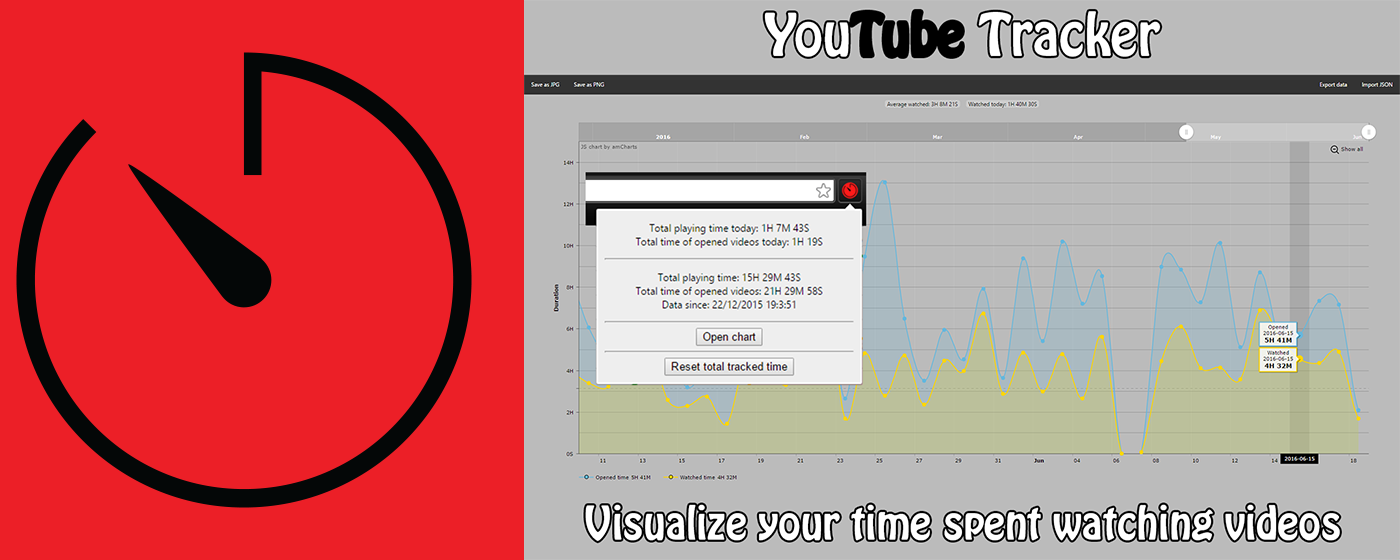 YouTube Tracker
Save as JPG
Save as PNG
Export data
Import JSON
Average watched: 3H 8M 21S
Watched today: 1H 40M 30S
2016
Feb
Mar
Apr
May
Jun
JS chart by amCharts
Show all
14H
12H
10H
8H
6H
4H
2H
0S
Duration
Total playing time today: 1H 7M 43S
Total time of opened videos today: 1H 19S
Total playing time: 15H 29M 43S
Total time of opened videos: 21H 29M 58S
Data since: 22/12/2015 19:3:51
Open chart
Reset total tracked time
Opened
2016-06-15
5H 41M
Watched
2016-06-15
4H 32M
11
13
15
17
19
21
23
25
27
29
31
Jun
04
06
08
10
12
14
2016-06-15
18
Opened time 5H 41M
Watched time 4H 32M
Visualize your time spent watching videos